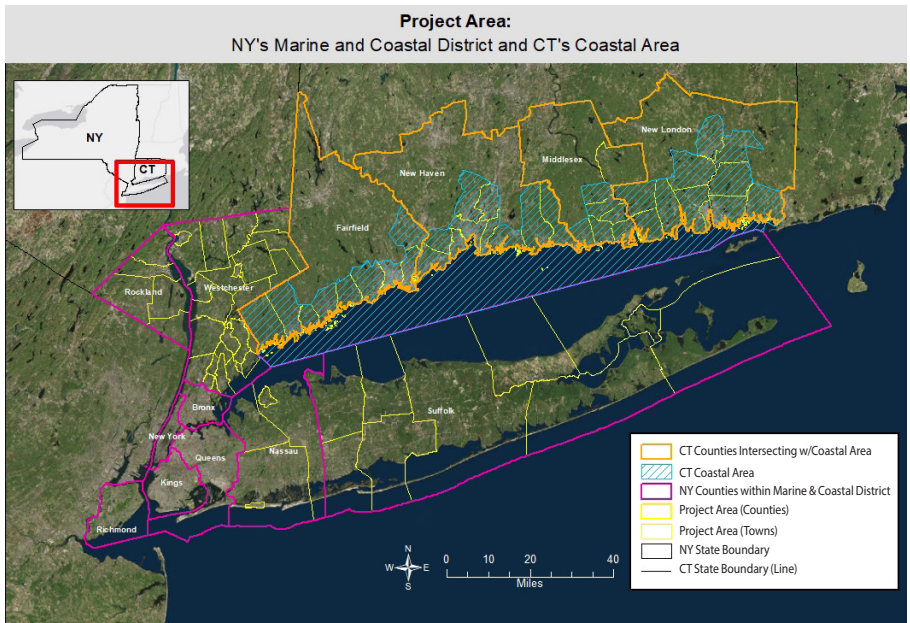 Project Area:
NY's Marine and Coastal District and CT's Coastal Area
NY
CT
New London
Middlesex
New Haven
Fairfield
Rockland
Westchester
Bronx
New York
Queens
Nassau
Suffolk
Kings
Richmond
CT Counties Intersecting w/Coastal Area
CT Coastal Area
NY Counties within Marine & Coastal District
Project Area (Counties)
Project Area (Towns)
NY State Boundary
CT State Boundary (Line)
N
W E
S
0 10 20 40
Miles